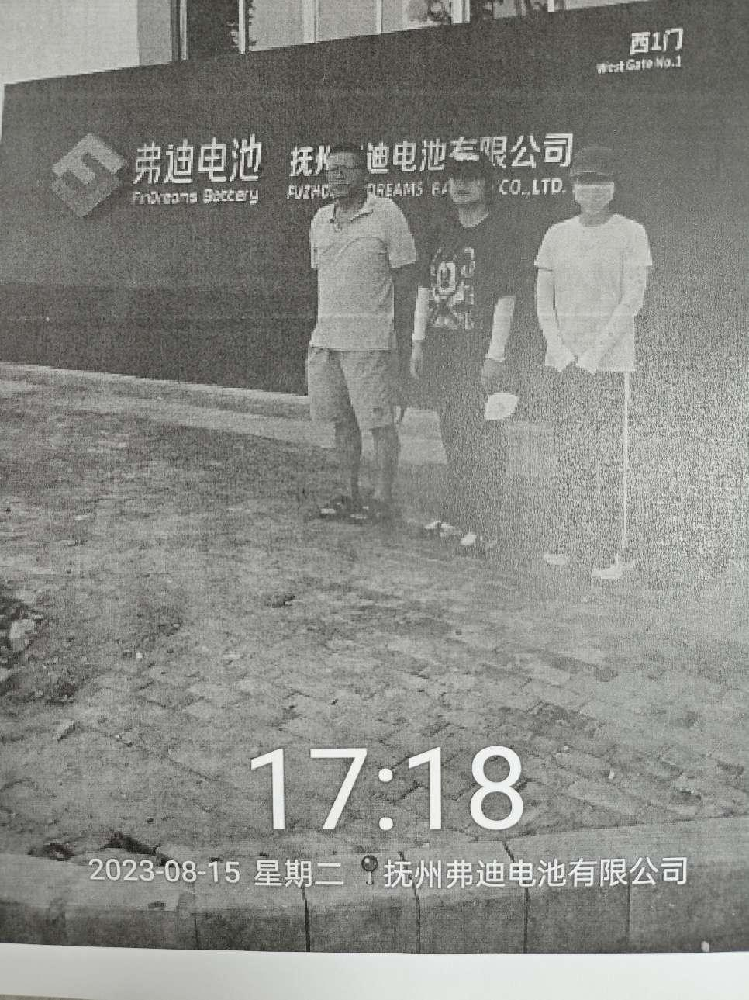 西1门
West Gate No.1
弗迪电池
FinDreams Battery
抚州 迪电池有限公司
FUZHO DREAMS BA CO.,LTD.
17:18
2023-08-15 星期二 抚州弗迪电池有限公司